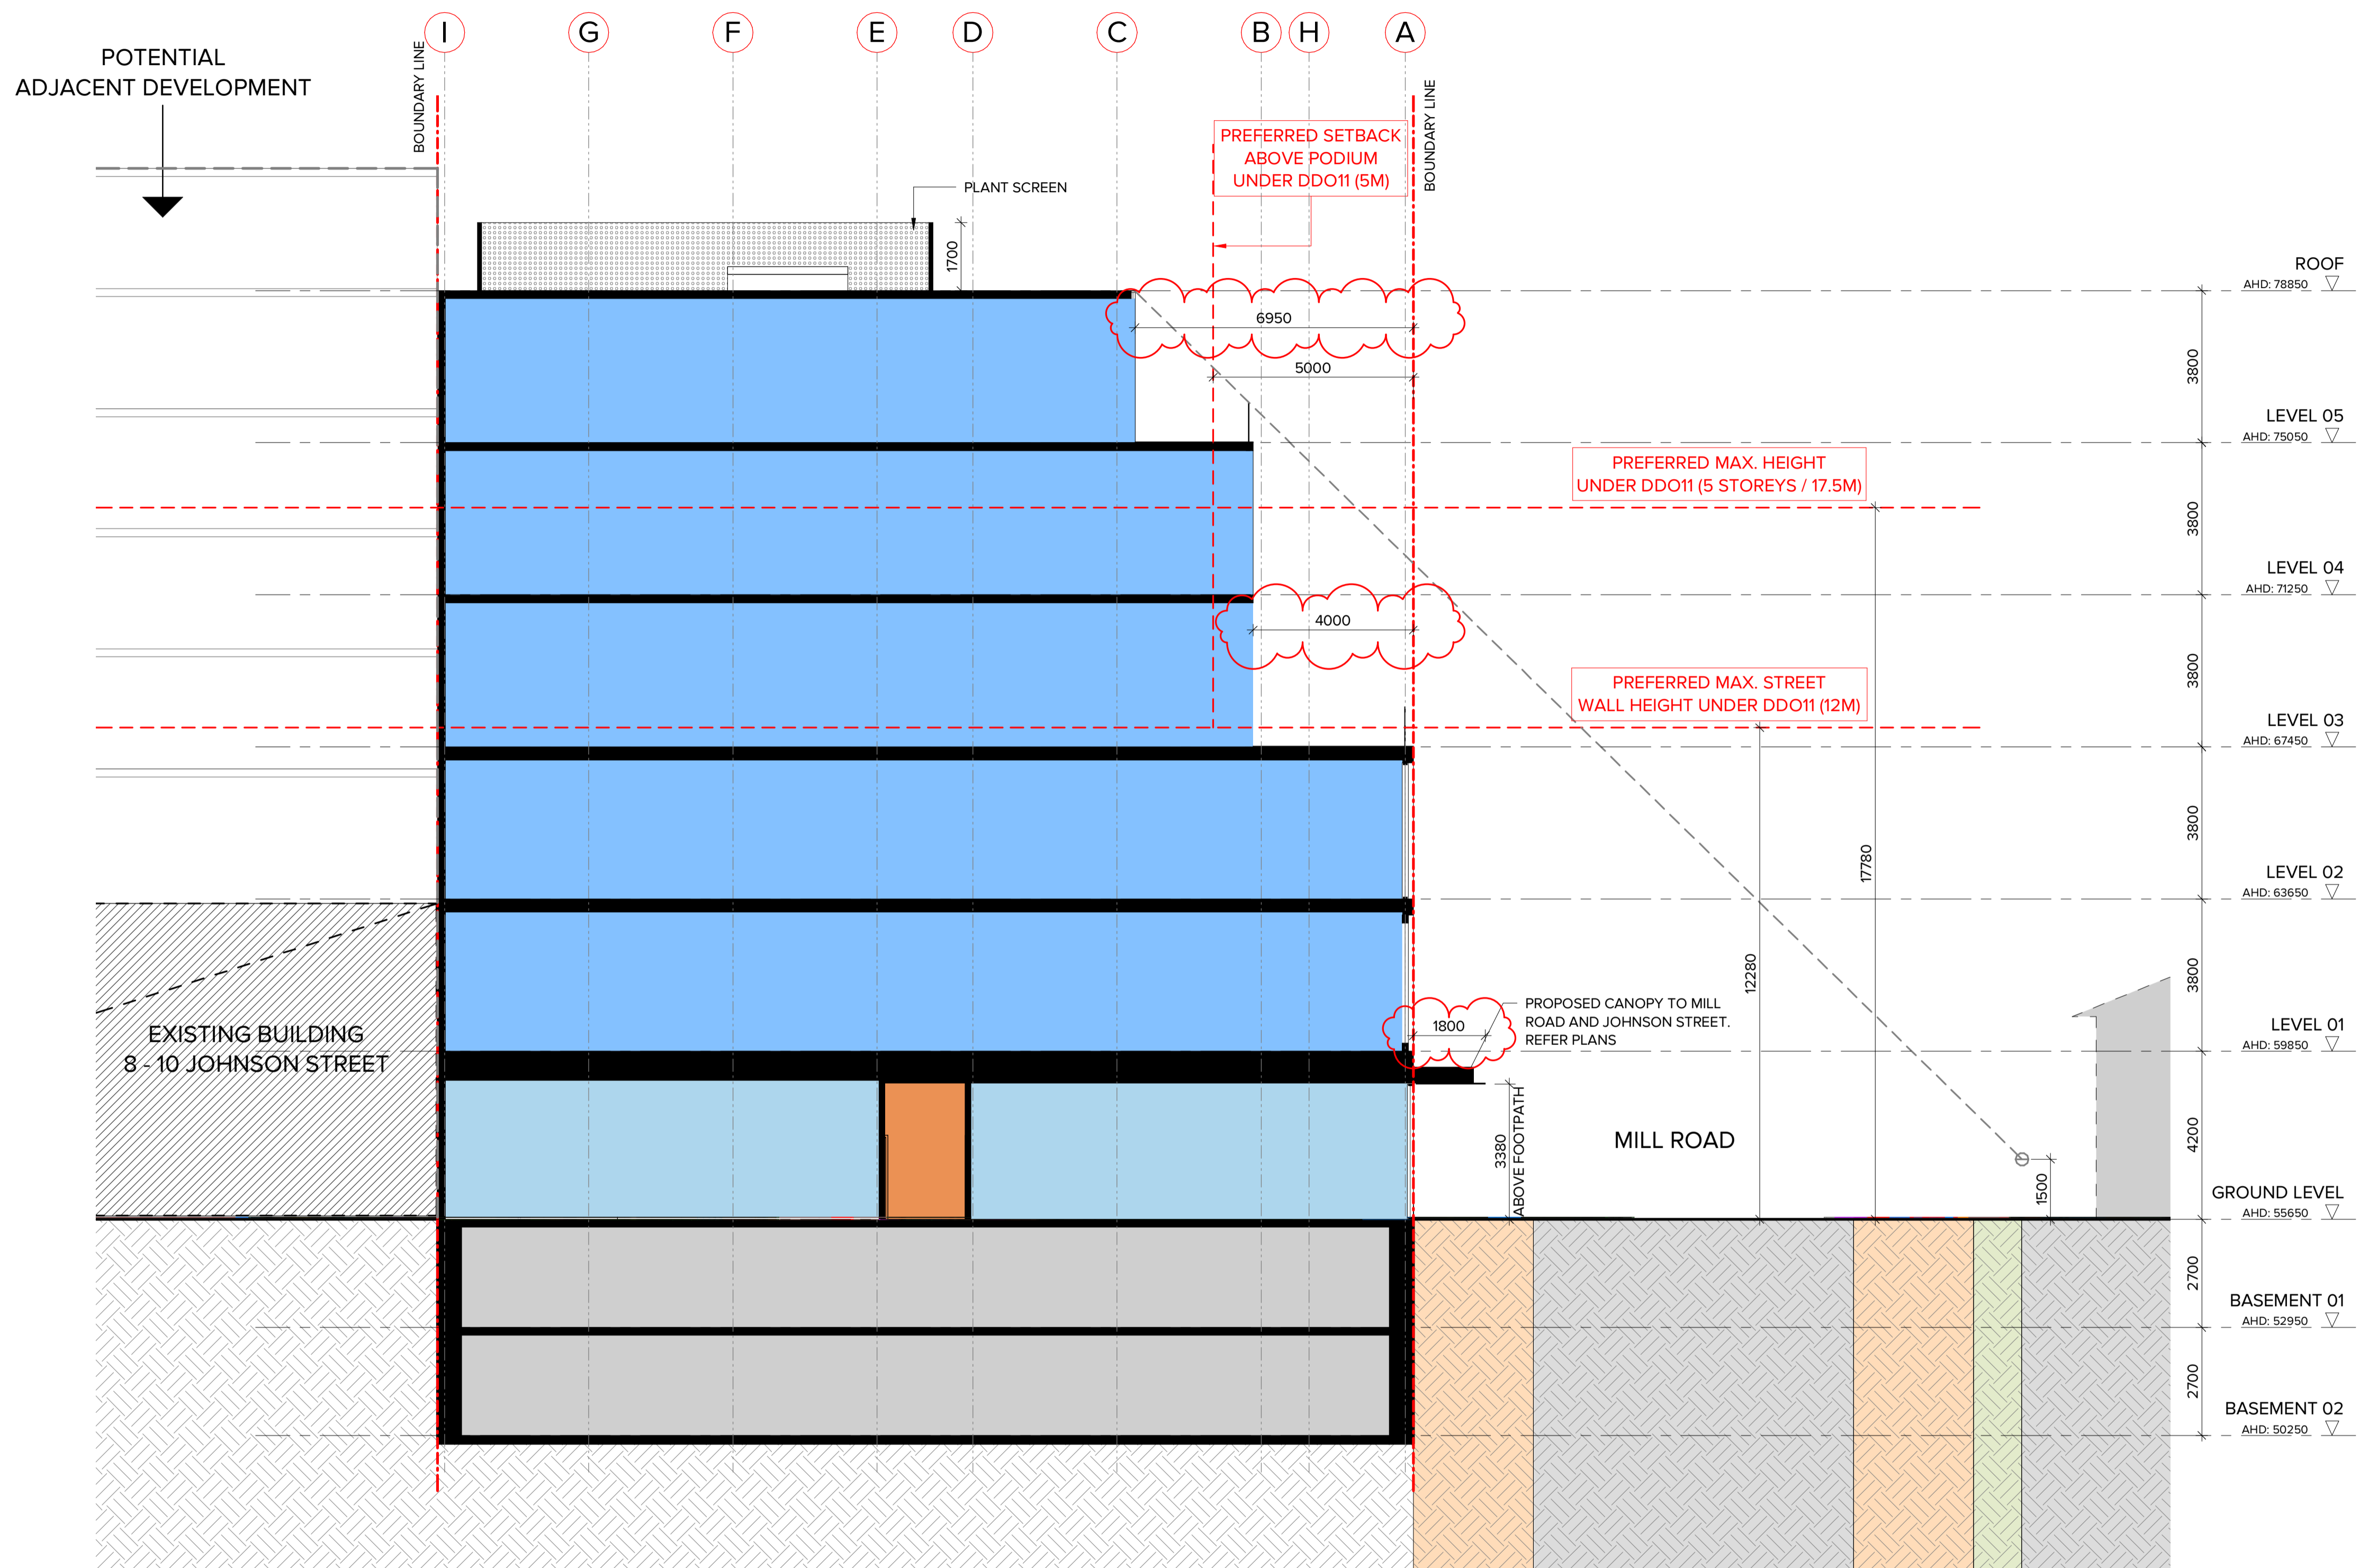 I
G
F
E
D
C
B
H
A
POTENTIAL
ADJACENT DEVELOPMENT
BOUNDARY LINE
BOUNDARY LINE
PREFERRED SETBACK
ABOVE PODIUM
UNDER DDO11 (5M)
PLANT SCREEN
1700
6950
5000
ROOF
AHD: 78850
3800
LEVEL 05
AHD: 75050
PREFERRED MAX. HEIGHT
UNDER DDO11 (5 STOREYS / 17.5M)
3800
LEVEL 04
AHD: 71250
4000
3800
PREFERRED MAX. STREET
WALL HEIGHT UNDER DDO11 (12M)
LEVEL 03
AHD: 67450
3800
17780
LEVEL 02
AHD: 63650
12280
3800
PROPOSED CANOPY TO MILL
ROAD AND JOHNSON STREET.
REFER PLANS
1800
EXISTING BUILDING
8 - 10 JOHNSON STREET
LEVEL 01
AHD: 59850
3380
ABOVE FOOTPATH
MILL ROAD
4200
1500
GROUND LEVEL
AHD: 55650
2700
BASEMENT 01
AHD: 52950
2700
BASEMENT 02
AHD: 50250